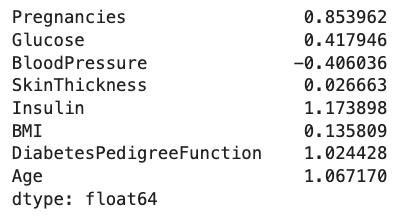 Pregnancies                 0.853962
Glucose                     0.417946
BloodPressure              -0.406036
SkinThickness               0.026663
Insulin                     1.173898
BMI                         0.135809
DiabetesPedigreeFunction    1.024428
Age                         1.067170
dtype: float64